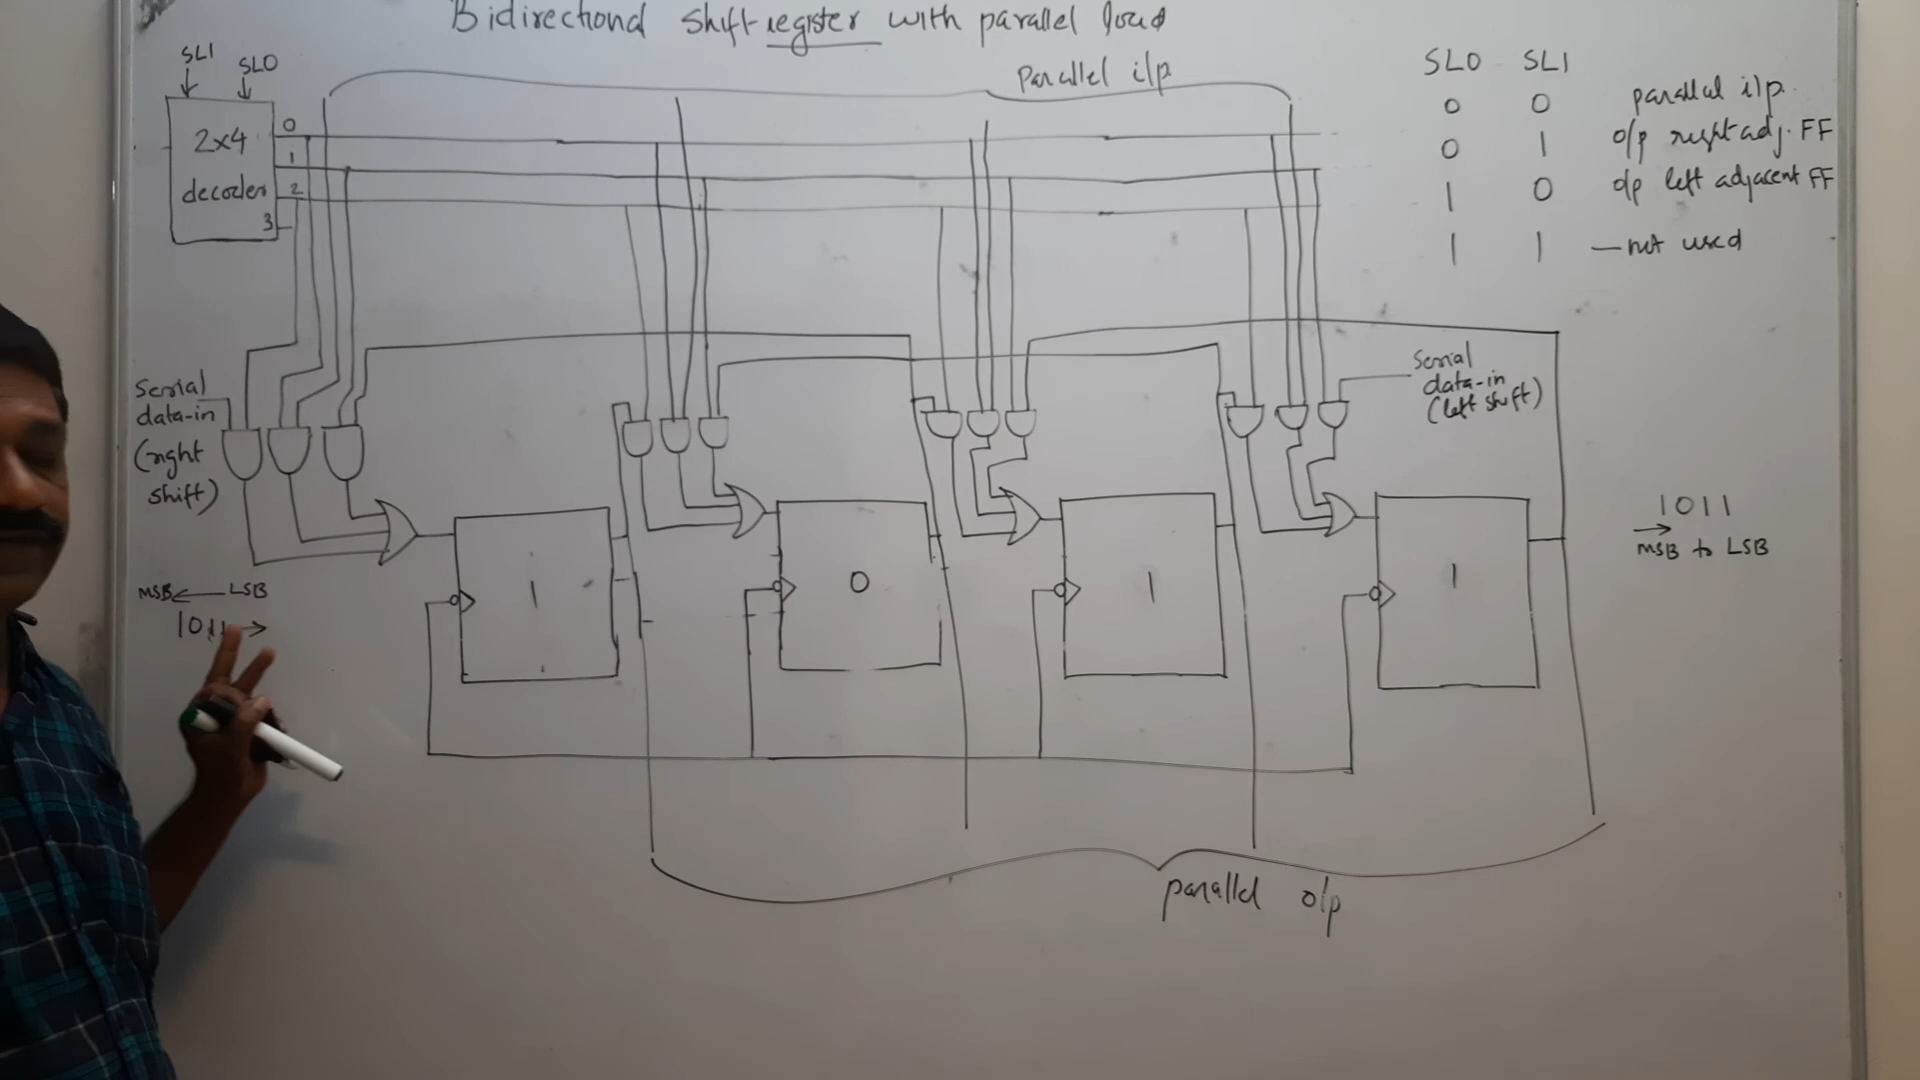 Bidirectional shift register with parallel load
SL1
SL0
2x4
decoder
0
1
2
3
Parallel i/p
SL0 SL1
0 0 parallel i/p.
0 1 o/p right adj. FF
1 0 o/p left adjacent FF
1 1 — not used
Serial
data-in
(right
shift)
Serial
data-in
(left shift)
MSB ← LSB
1011 →
1
0
1
1
1011
→
MSB to LSB
parallel o/p